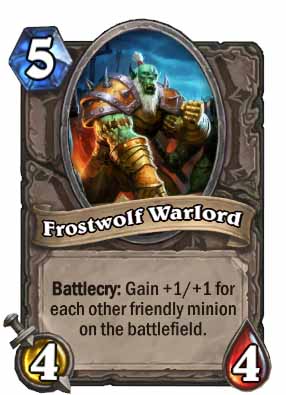 5
Frostwolf Warlord
Battlecry: Gain +1/+1 for
each other friendly minion
on the battlefield.
4 4